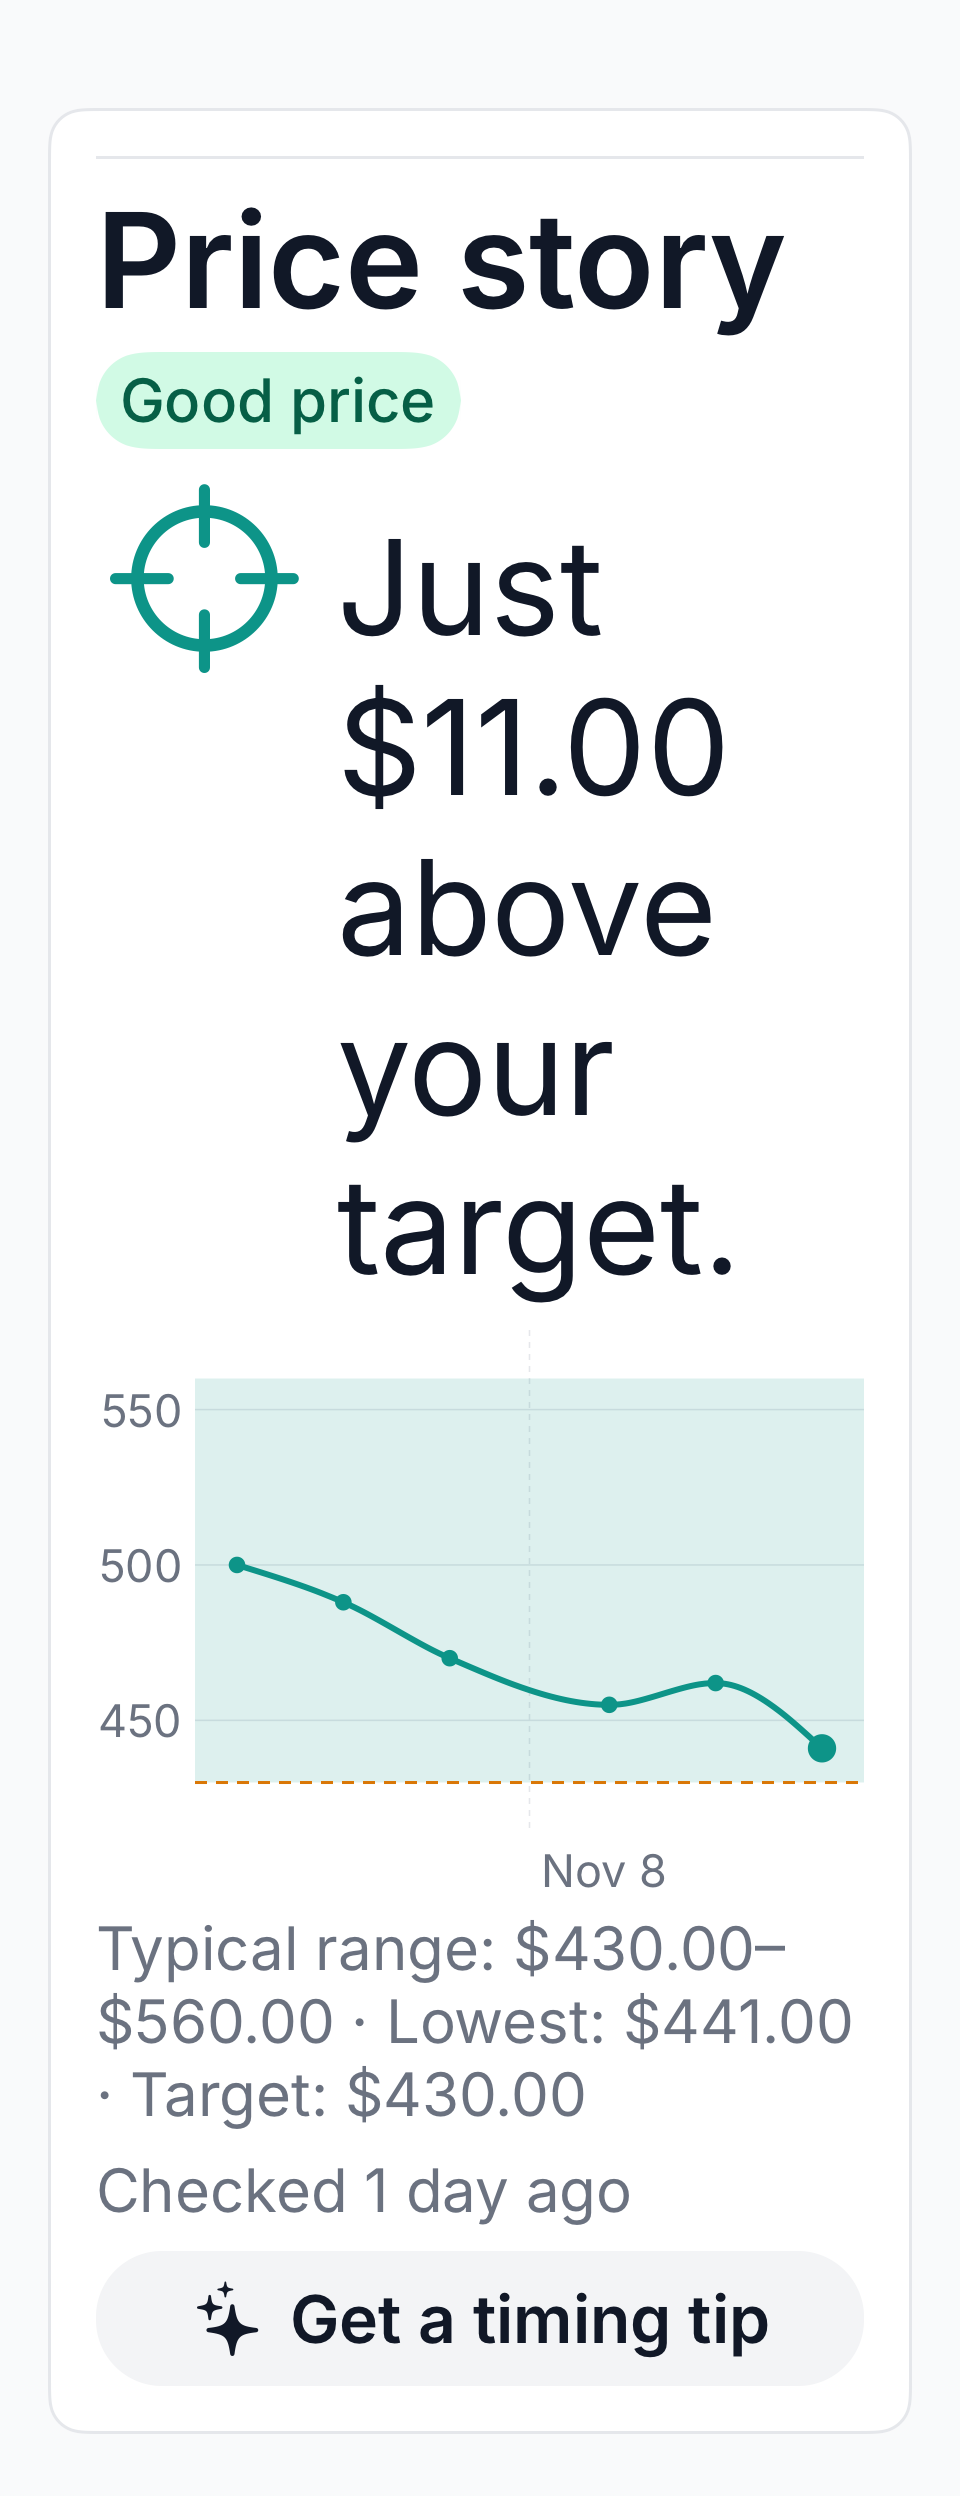 Price story
Good price
Just
$11.00
above
your
target.
550
500
450
Nov 8
Typical range: $430.00–
$560.00 · Lowest: $441.00
· Target: $430.00
Checked 1 day ago
Get a timing tip